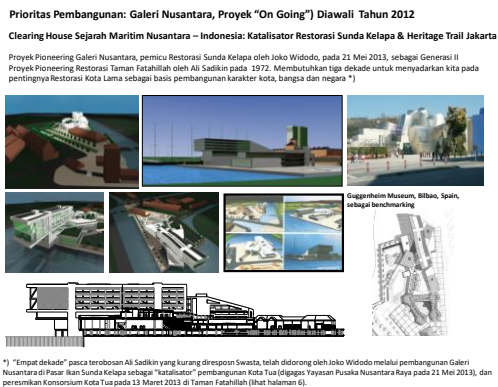 Prioritas Pembangunan: Galeri Nusantara, Proyek “On Going”) Diawali Tahun 2012
Clearing House Sejarah Maritim Nusantara – Indonesia: Katalisator Restorasi Sunda Kelapa & Heritage Trail Jakarta
Proyek Pioneering Galeri Nusantara, pemicu Restorasi Sunda Kelapa oleh Joko Widodo, pada 21 Mei 2013, sebagai Generasi II
Proyek Pioneering Restorasi Taman Fatahillah oleh Ali Sadikin pada 1972. Membutuhkan tiga dekade untuk menyadarkan kita pada
pentingnya Restorasi Kota Lama sebagai basis pembangunan karakter kota, bangsa dan negara *)
Guggenheim Museum, Bilbao, Spain,
sebagai benchmarking
*) “Empat dekade” pasca terobosan Ali Sadikin yang kurang diresposn Swasta, telah didorong oleh Joko Widodo melalui pembangunan Galeri
Nusantara di Pasar Ikan Sunda Kelapa sebagai “katalisator” pembangunan Kota Tua (digagas Yayasan Pusaka Nusantara Raya pada 21 Mei 2013), dan
peresmian Konsorsium Kota Tua pada 13 Maret 2013 di Taman Fatahillah (lihat halaman 6).